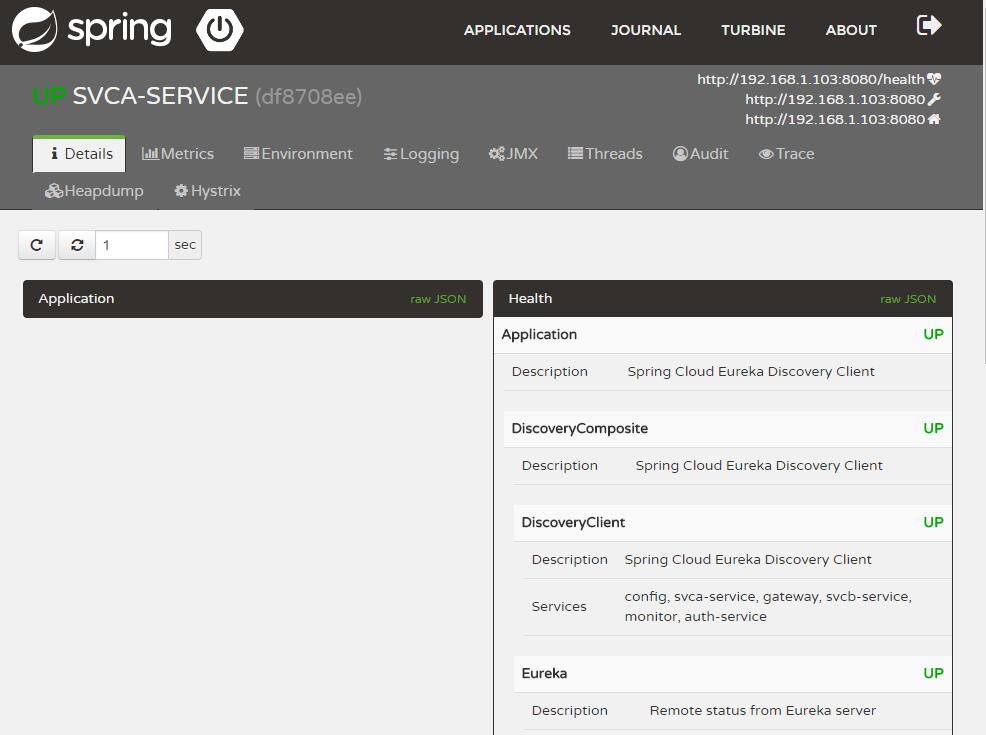 spring
APPLICATIONS JOURNAL TURBINE ABOUT
UP SVCA-SERVICE (df8708ee)
http://192.168.1.103:8080/health
http://192.168.1.103:8080
http://192.168.1.103:8080
Details Metrics Environment Logging JMX Threads Audit Trace
Heapdump Hystrix
1 sec
Application raw JSON
Health raw JSON
Application UP
Description Spring Cloud Eureka Discovery Client
DiscoveryComposite UP
Description Spring Cloud Eureka Discovery Client
DiscoveryClient UP
Description Spring Cloud Eureka Discovery Client
Services config, svca-service, gateway, svcb-service,
monitor, auth-service
Eureka UP
Description Remote status from Eureka server